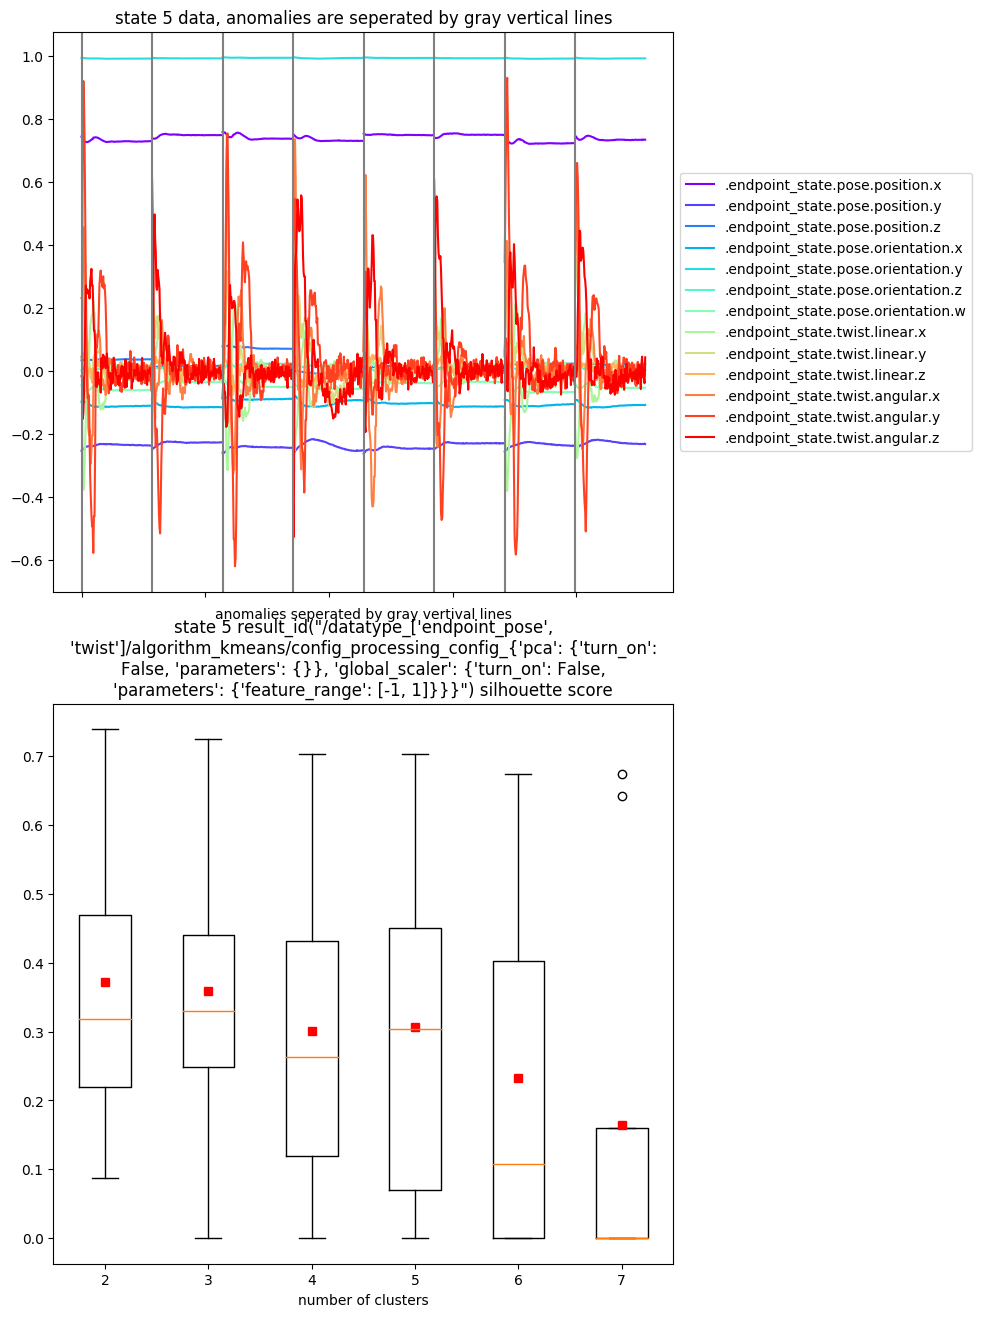 state 5 data, anomalies are seperated by gray vertical lines
1.0
0.8
0.6
0.4
0.2
0.0
−0.2
−0.4
−0.6
.endpoint_state.pose.position.x
.endpoint_state.pose.position.y
.endpoint_state.pose.position.z
.endpoint_state.pose.orientation.x
.endpoint_state.pose.orientation.y
.endpoint_state.pose.orientation.z
.endpoint_state.pose.orientation.w
.endpoint_state.twist.linear.x
.endpoint_state.twist.linear.y
.endpoint_state.twist.linear.z
.endpoint_state.twist.angular.x
.endpoint_state.twist.angular.y
.endpoint_state.twist.angular.z
anomalies seperated by gray vertival lines
state 5 result_id("/datatype_['endpoint_pose',
'twist']/algorithm_kmeans/config_processing_config_{'pca': {'turn_on':
False, 'parameters': {}}, 'global_scaler': {'turn_on': False,
'parameters': {'feature_range': [-1, 1]}}}") silhouette score
0.7
0.6
0.5
0.4
0.3
0.2
0.1
0.0
2 3 4 5 6 7
number of clusters